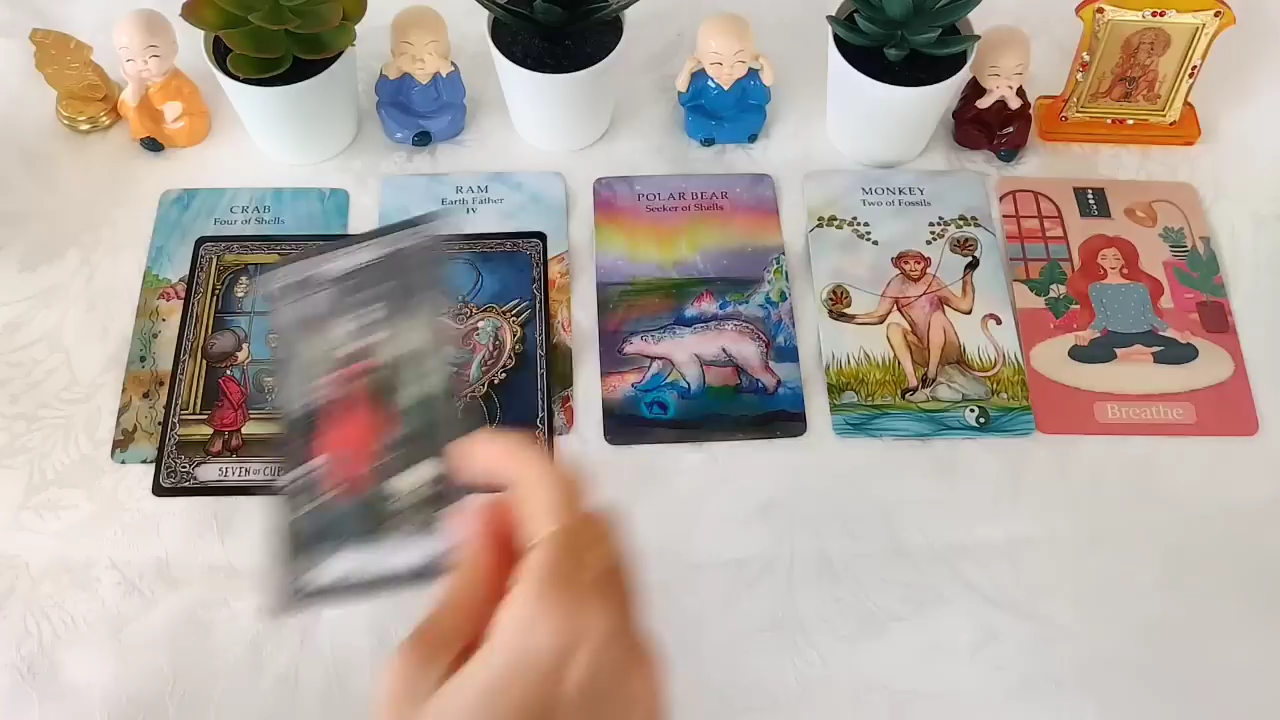 CRAB
Four of Shells
RAM
Earth Father
IV
POLAR BEAR
Seeker of Shells
MONKEY
Two of Fossils
Breathe
SEVEN OF CUP